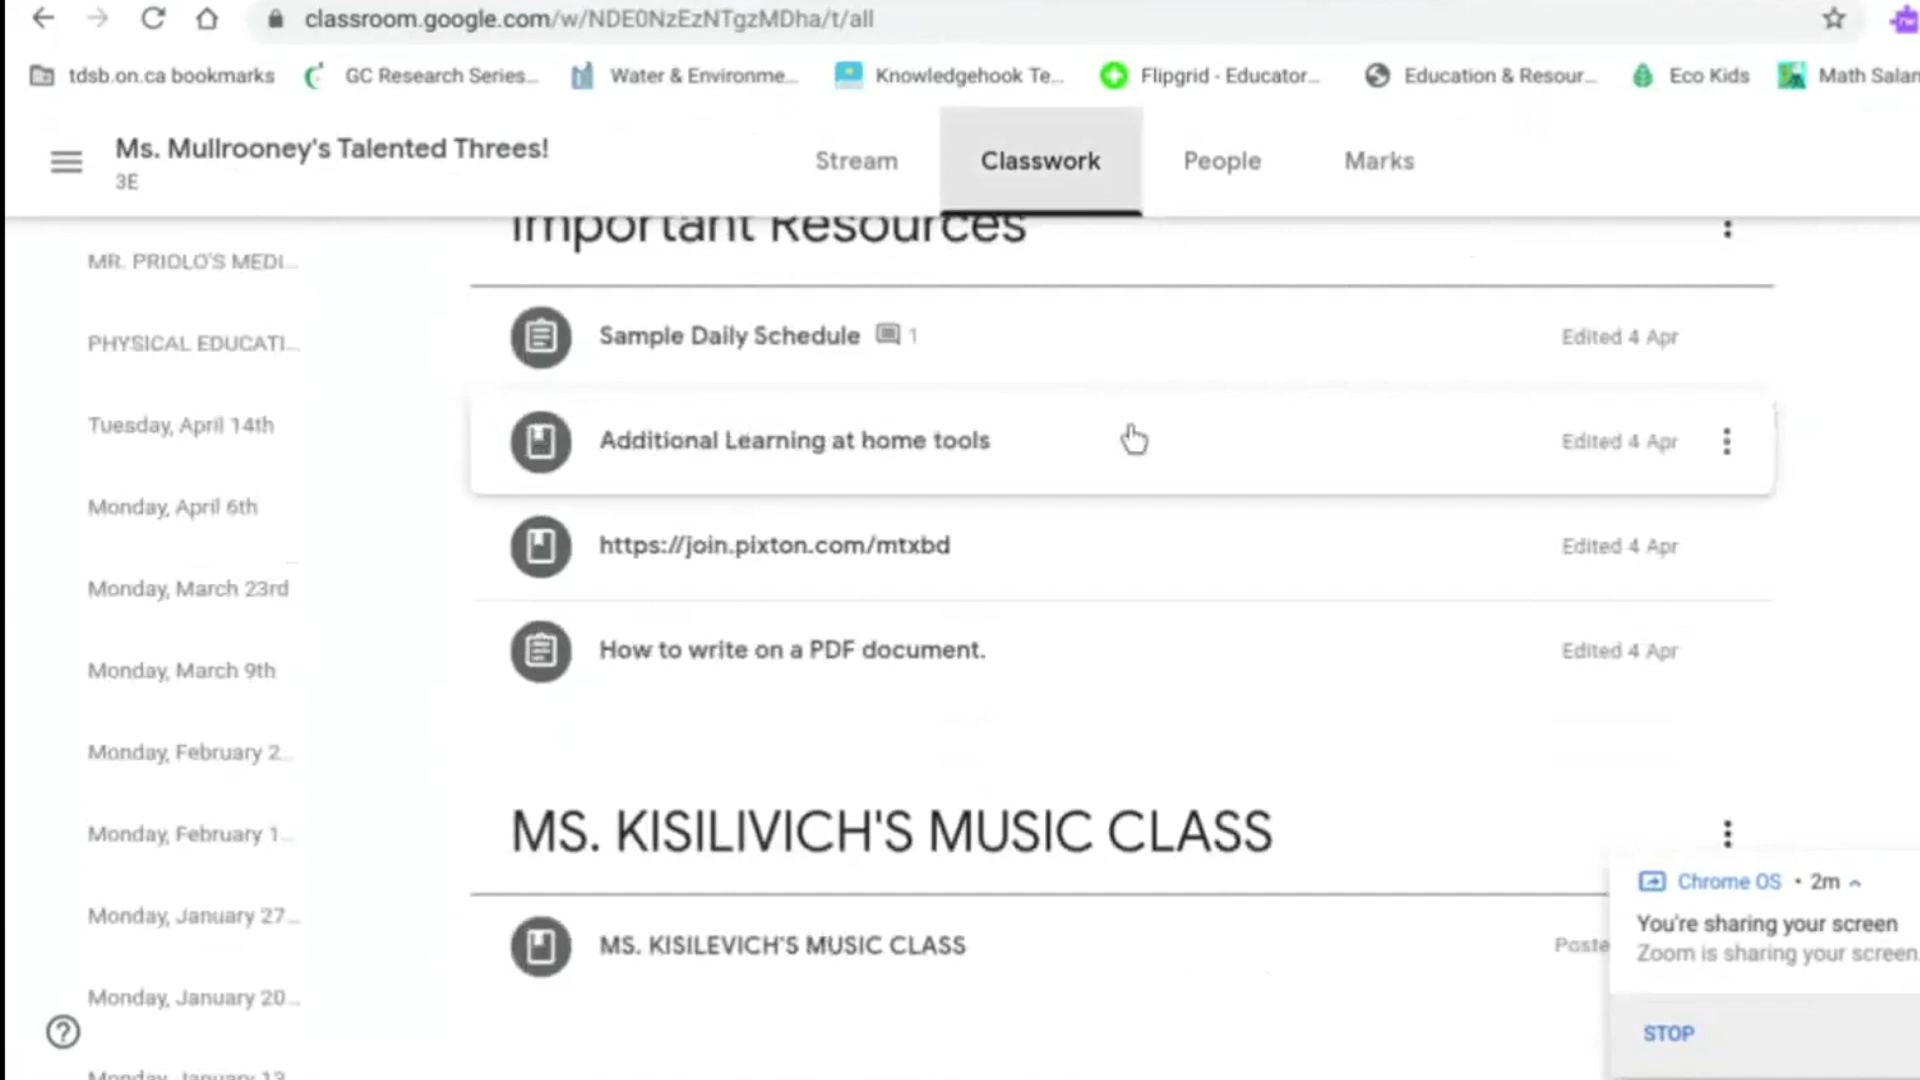 classroom.google.com/w/NDE0NzEzNTgzMDha/t/all
tdsb.on.ca bookmarks
GC Research Series...
Water & Environme...
Knowledgehook Te...
Flipgrid - Educator...
Education & Resour...
Eco Kids
Math Salam
Ms. Mullrooney's Talented Threes!
3E
Stream
Classwork
People
Marks
Important Resources
MR. PRIOLO'S MEDI...
PHYSICAL EDUCATI...
Tuesday, April 14th
Monday, April 6th
Monday, March 23rd
Monday, March 9th
Monday, February 2...
Monday, February 1...
Monday, January 27...
Monday, January 20...
Monday, January 13
Sample Daily Schedule
1
Edited 4 Apr
Additional Learning at home tools
Edited 4 Apr
https://join.pixton.com/mtxbd
Edited 4 Apr
How to write on a PDF document.
Edited 4 Apr
MS. KISILIVICH'S MUSIC CLASS
MS. KISILEVICH'S MUSIC CLASS
Poste
Chrome OS • 2m
You're sharing your screen
Zoom is sharing your screen.
STOP